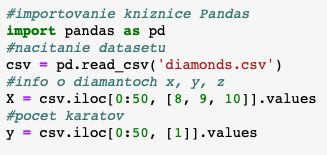 #importovanie kniznice Pandas
import pandas as pd
#nacitanie datasetu
csv = pd.read_csv('diamonds.csv')
#info o diamantoch x, y, z
X = csv.iloc[0:50, [8, 9, 10]].values
#pocet karatov
y = csv.iloc[0:50, [1]].values